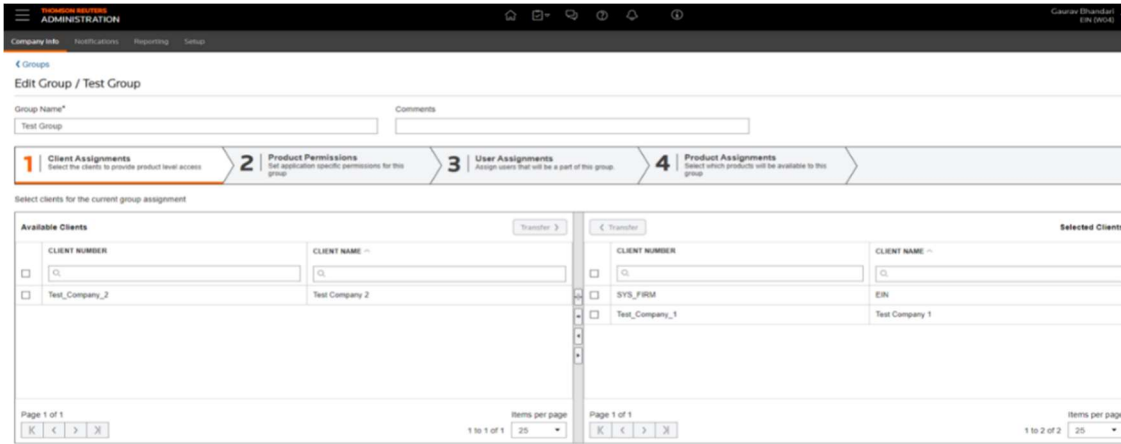 THOMSON REUTERS
ADMINISTRATION
Gaurav Bhandari
EIN (W04)
Company Info Notifications Reporting Setup
Groups
Edit Group / Test Group
Group Name* Comments
Test Group
1 Client Assignments
Select the clients to provide product level access
2 Product Permissions
Set application specific permissions for this
group
3 User Assignments
Assign users that will be a part of this group.
4 Product Assignments
Select which products will be available to this
group
Select clients for the current group assignment
Available Clients Transfer
Transfer Selected Clients
CLIENT NUMBER CLIENT NAME
Test_Company_2 Test Company 2
Page 1 of 1 Items per page
1 to 1 of 1 25
CLIENT NUMBER CLIENT NAME
SYS_FIRM EIN
Test_Company_1 Test Company 1
Page 1 of 1 Items per page
1 to 2 of 2 25